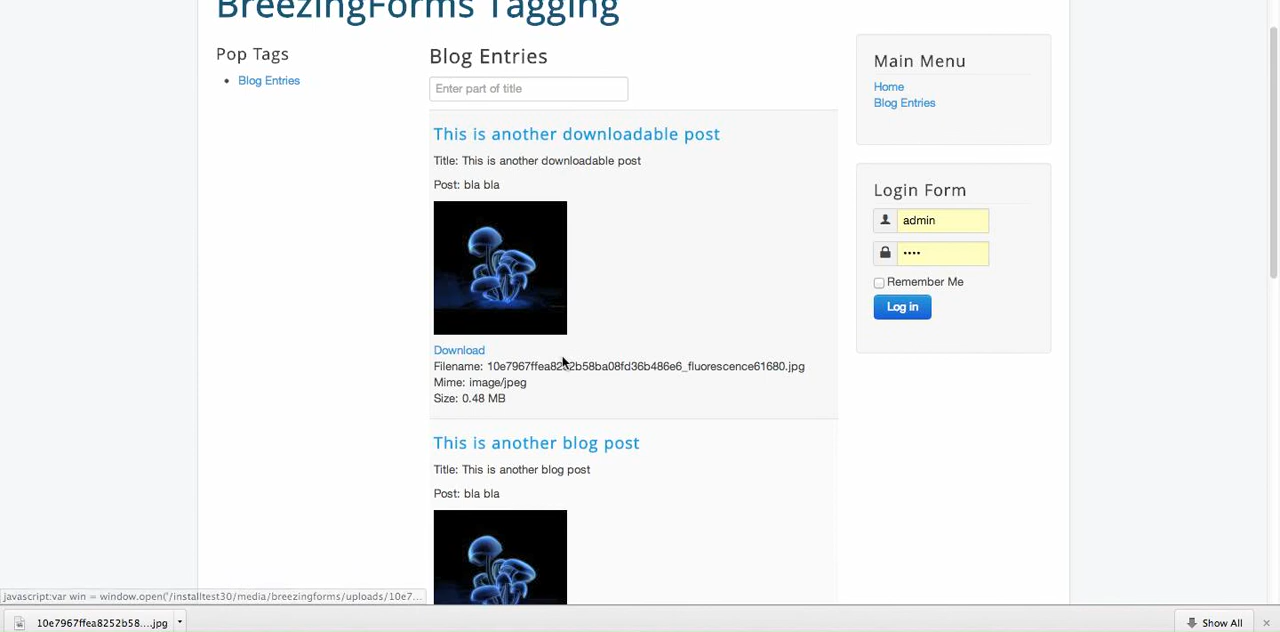 BreezingForms Tagging
Pop Tags
Blog Entries
Blog Entries
Enter part of title
This is another downloadable post
Title: This is another downloadable post
Post: bla bla
Download
Filename: 10e7967ffea8252b58ba08fd36b486e6_fluorescence61680.jpg
Mime: image/jpeg
Size: 0.48 MB
This is another blog post
Title: This is another blog post
Post: bla bla
Main Menu
Home
Blog Entries
Login Form
admin
••••
Remember Me
Log in
javascript:var win = window.open('/installtest30/media/breezingforms/uploads/10e7...
10e7967ffea8252b58....jpg
Show All